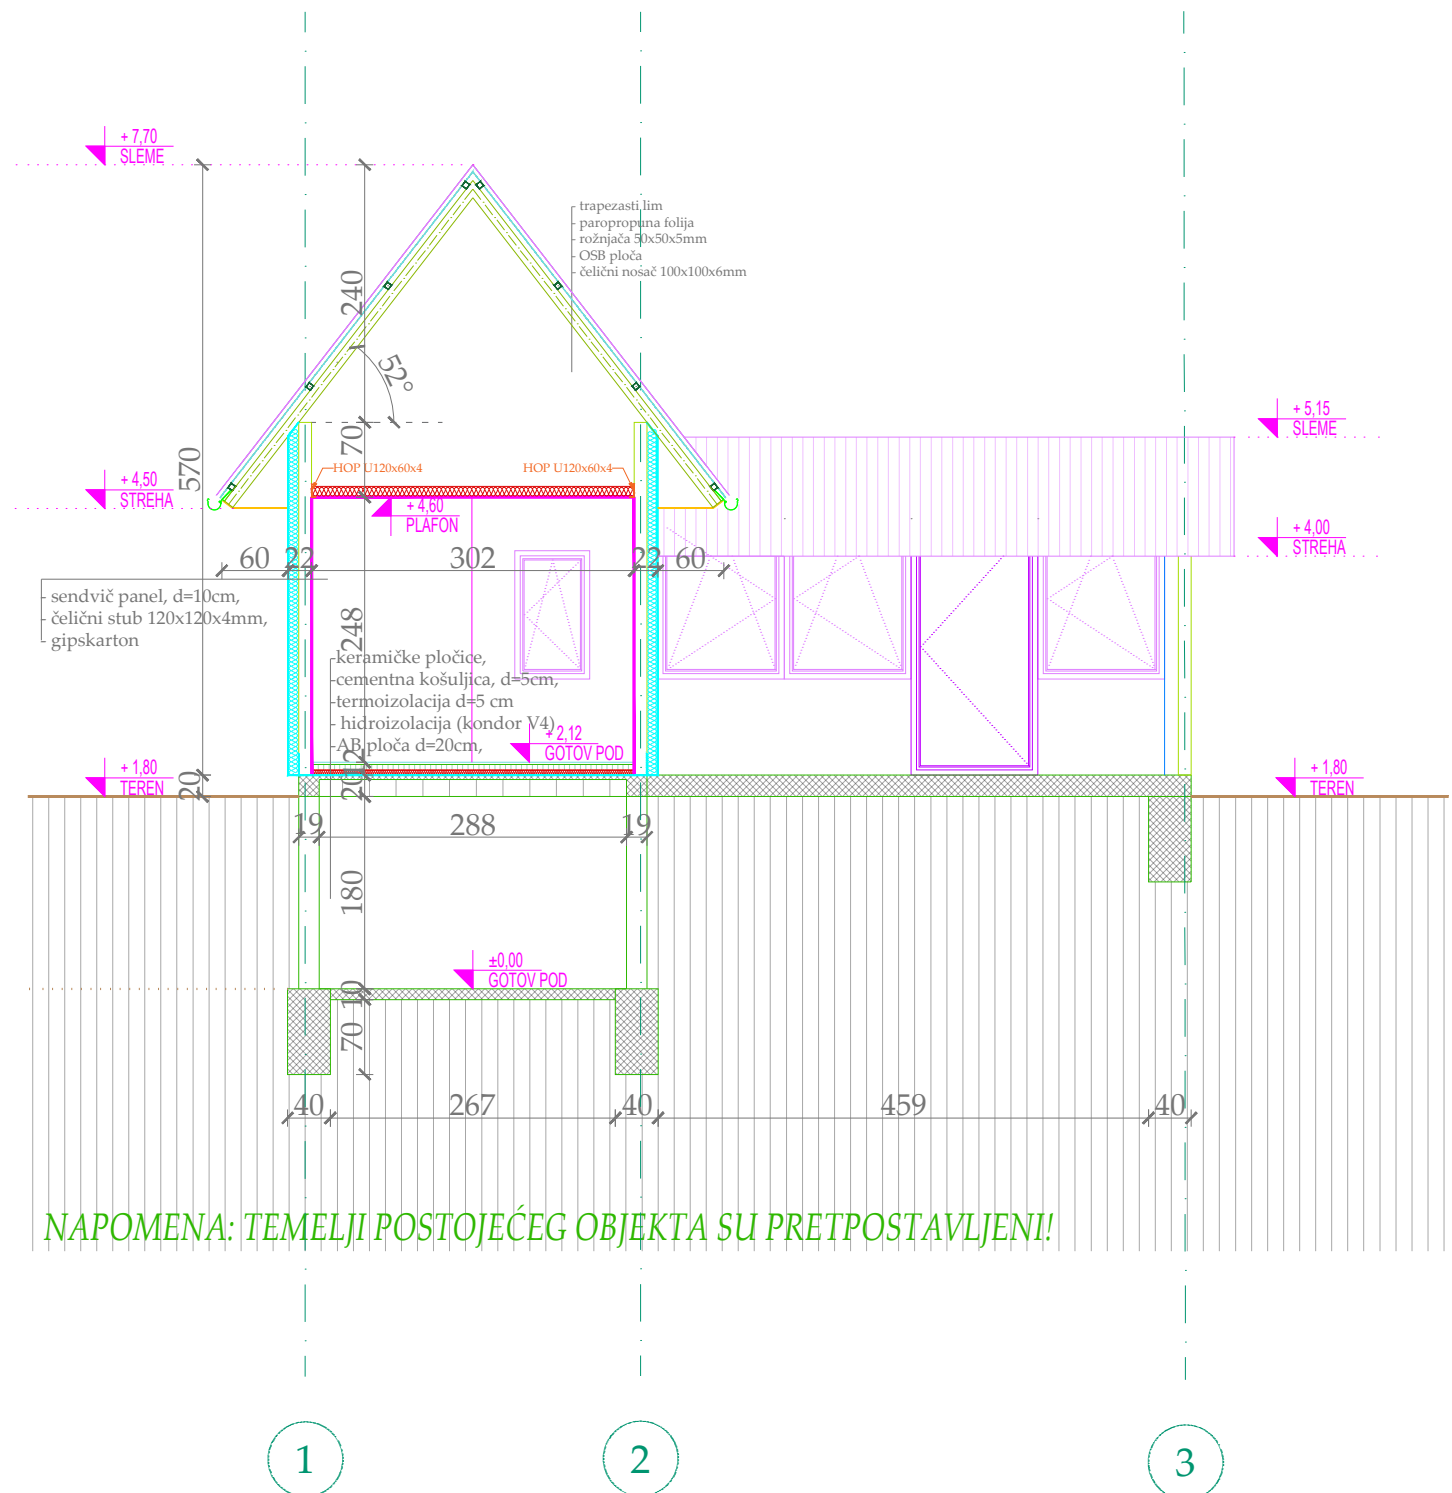 + 7,70
SLEME
- trapezasti lim
- paropropuna folija
- rožnjača 50x50x5mm
- OSB ploča
- čelični nosač 100x100x6mm
240
52°
+ 5,15
SLEME
70
570
HOP U120x60x4
HOP U120x60x4
+ 4,50
STREHA
+ 4,60
PLAFON
+ 4,00
STREHA
60
22
302
22
60
- sendvič panel, d=10cm,
- čelični stub 120x120x4mm,
- gipskarton
248
-keramičke pločice,
-cementna košuljica, d=5cm,
-termoizolacija d=5 cm
- hidroizolacija (kondor V4)
-AB ploča d=20cm,
+ 2,12
GOTOV POD
12
+ 1,80
TEREN
20
20
+ 1,80
TEREN
19
288
19
180
±0,00
GOTOV POD
10
70
40
267
40
459
40
NAPOMENA: TEMELJI POSTOJEĆEG OBJEKTA SU PRETPOSTAVLJENI!
1
2
3